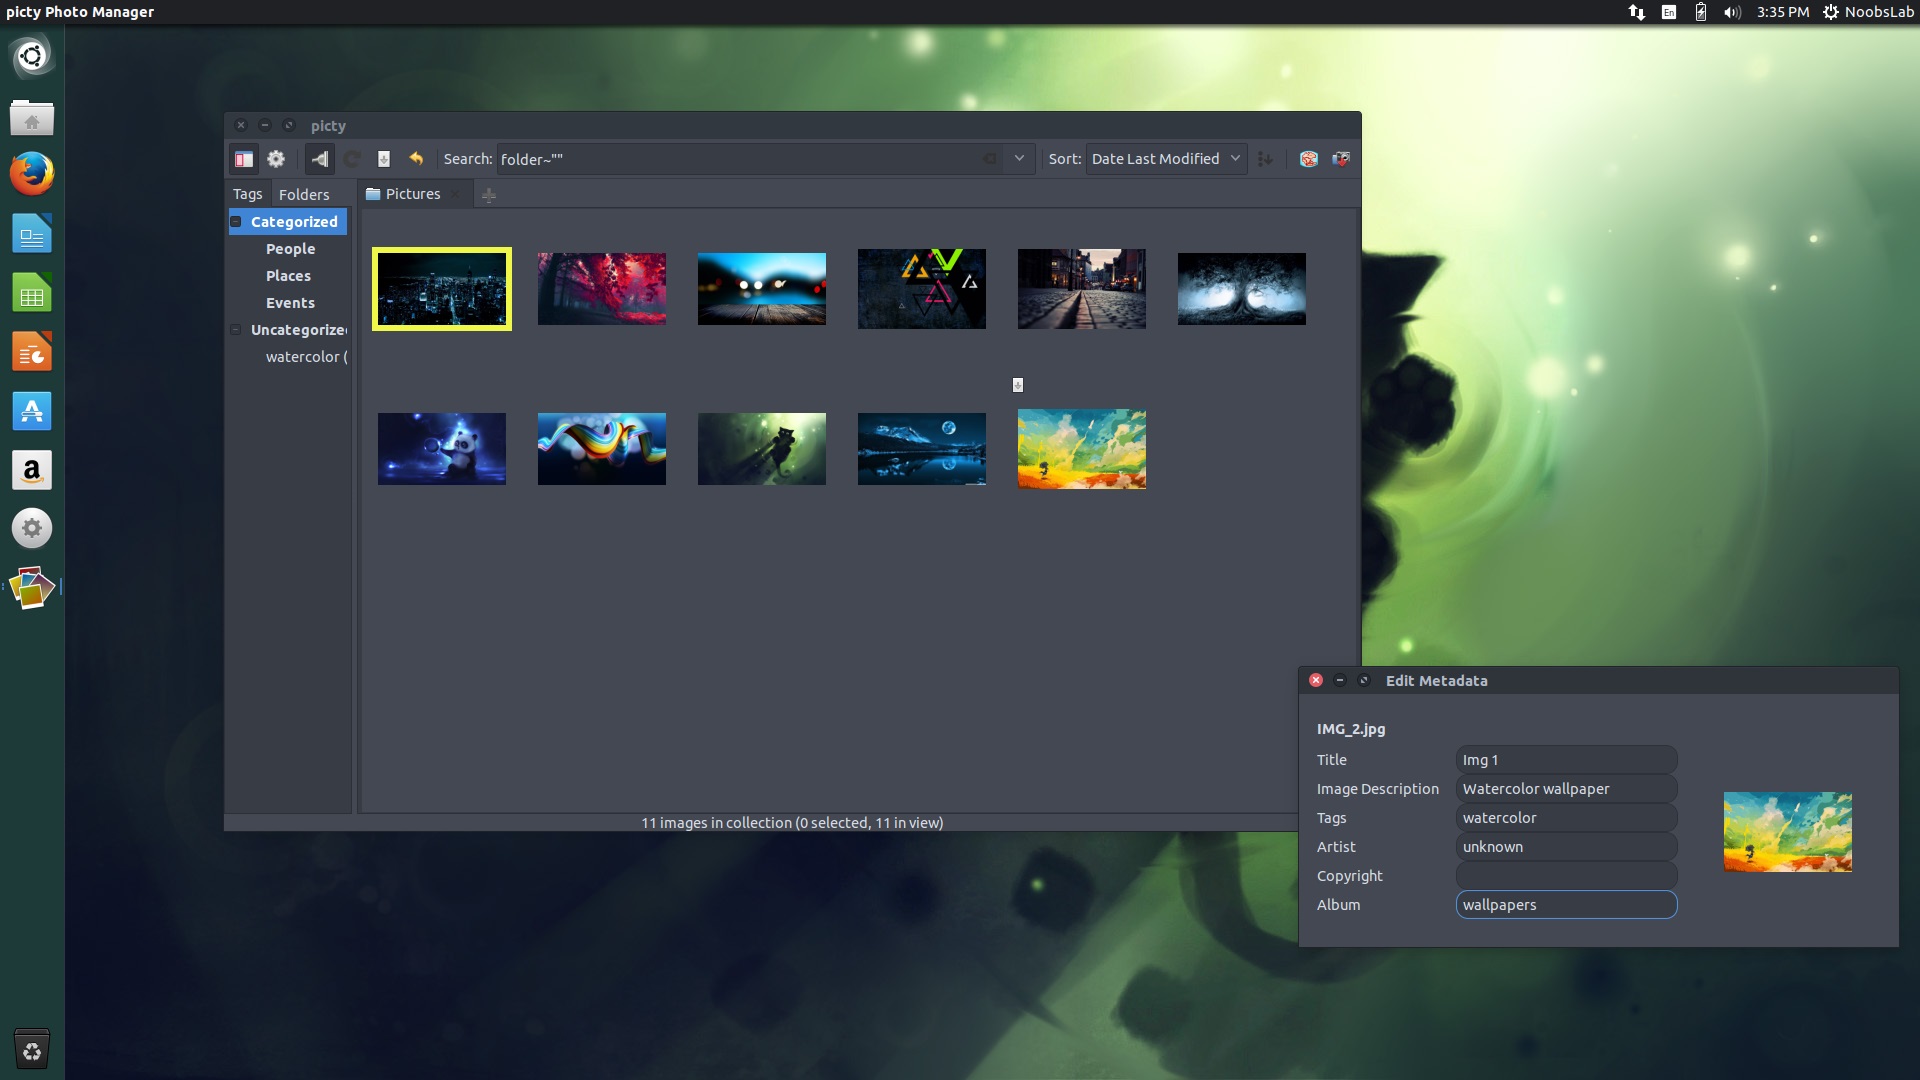 picty Photo Manager
En
3:35 PM
NoobsLab
picty
Search:
folder~""
Sort:
Date Last Modified
Tags
Folders
Pictures
Categorized
People
Places
Events
Uncategorize
watercolor (
11 images in collection (0 selected, 11 in view)
Edit Metadata
IMG_2.jpg
Title
Img 1
Image Description
Watercolor wallpaper
Tags
watercolor
Artist
unknown
Copyright
Album
wallpapers